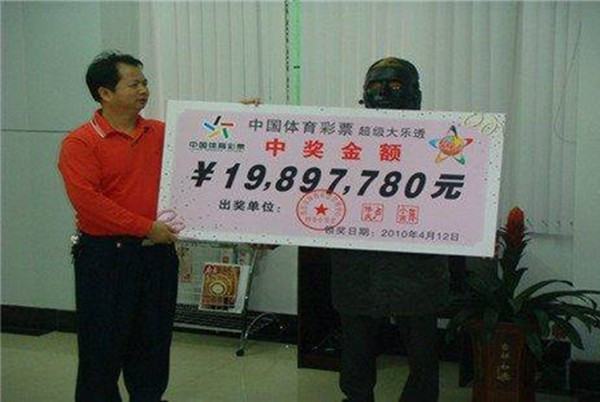 中国体育彩票 超级大乐透
中国体育彩票
中奖金额
¥19,897,780元
出奖单位:
颁奖日期:2010年4月12日